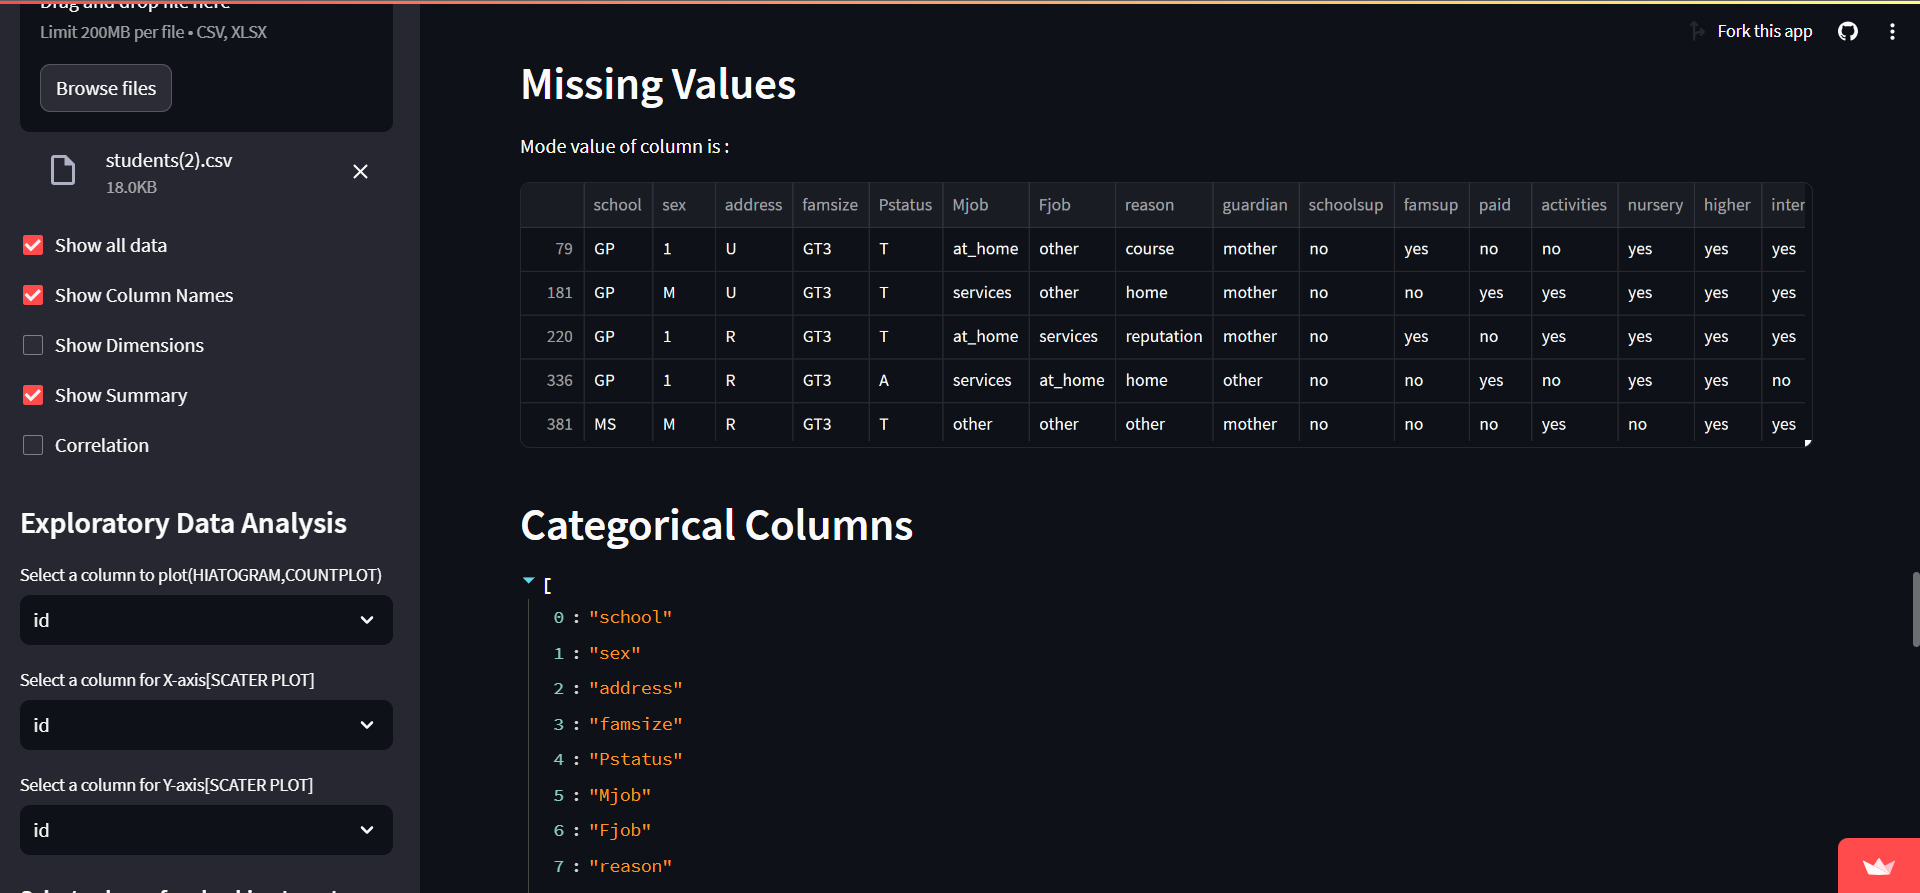 Drag and drop file here
Limit 200MB per file • CSV, XLSX
Browse files
students(2).csv
18.0KB
Show all data
Show Column Names
Show Dimensions
Show Summary
Correlation
Exploratory Data Analysis
Select a column to plot(HIATOGRAM,COUNTPLOT)
id
Select a column for X-axis[SCATER PLOT]
id
Select a column for Y-axis[SCATER PLOT]
id
Fork this app
Missing Values
Mode value of column is :
school sex address famsize Pstatus Mjob Fjob reason guardian schoolsup famsup paid activities nursery higher inter
79 GP 1 U GT3 T at_home other course mother no yes no no yes yes yes
181 GP M U GT3 T services other home mother no no yes yes yes yes yes
220 GP 1 R GT3 T at_home services reputation mother no yes no yes yes yes yes
336 GP 1 R GT3 A services at_home home other no no yes no yes yes no
381 MS M R GT3 T other other other mother no no no yes no yes yes
Categorical Columns
[
0 : "school"
1 : "sex"
2 : "address"
3 : "famsize"
4 : "Pstatus"
5 : "Mjob"
6 : "Fjob"
7 : "reason"